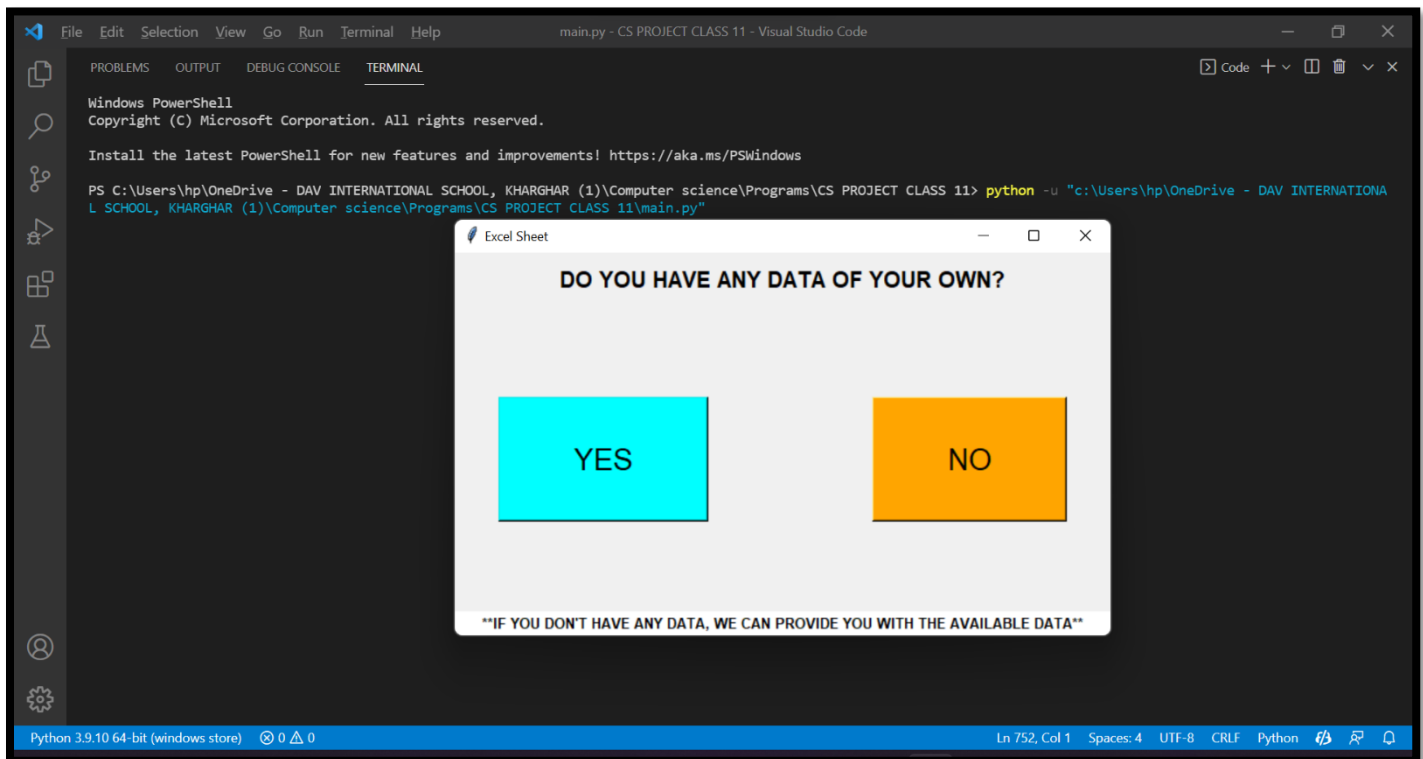 File Edit Selection View Go Run Terminal Help main.py - CS PROJECT CLASS 11 - Visual Studio Code
PROBLEMS OUTPUT DEBUG CONSOLE TERMINAL Code
Windows PowerShell
Copyright (C) Microsoft Corporation. All rights reserved.
Install the latest PowerShell for new features and improvements! https://aka.ms/PSWindows
PS C:\Users\hp\OneDrive - DAV INTERNATIONAL SCHOOL, KHARGHAR (1)\Computer science\Programs\CS PROJECT CLASS 11> python -u "c:\Users\hp\OneDrive - DAV INTERNATIONA
L SCHOOL, KHARGHAR (1)\Computer science\Programs\CS PROJECT CLASS 11\main.py"
Excel Sheet
DO YOU HAVE ANY DATA OF YOUR OWN?
YES NO
**IF YOU DON'T HAVE ANY DATA, WE CAN PROVIDE YOU WITH THE AVAILABLE DATA**
Python 3.9.10 64-bit (windows store) 0 0 Ln 752, Col 1 Spaces: 4 UTF-8 CRLF Python